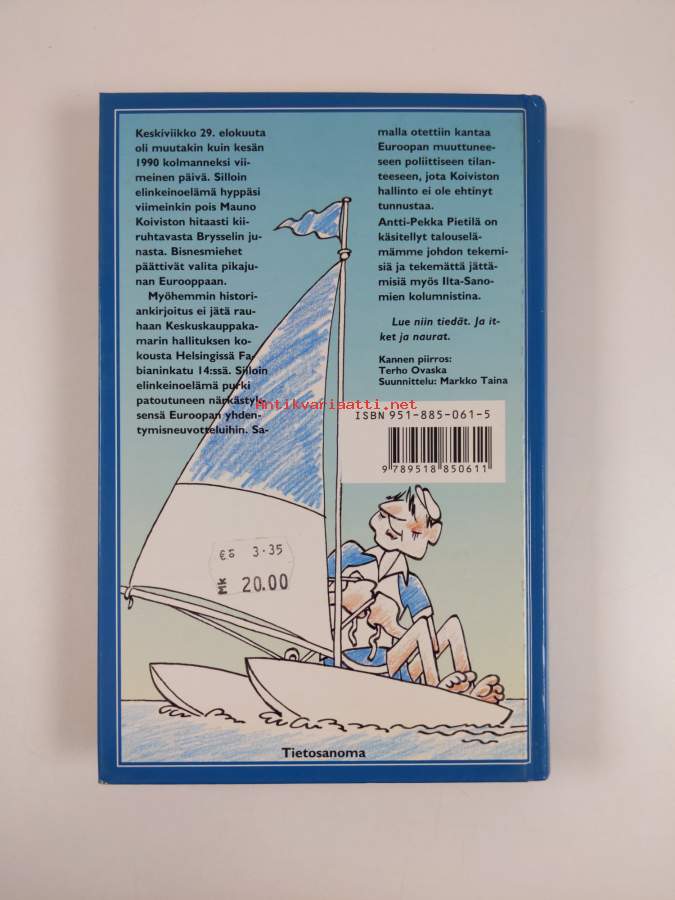 Keskiviikko 29. elokuuta
oli muutakin kuin kesän
1990 kolmanneksi vii-
meinen päivä. Silloin
elinkeinoelämä hyppäsi
viimeinkin pois Mauno
Koiviston hitaasti kii-
ruhtavasta Brysselin ju-
nasta. Bisnesmiehet
päättivät valita pikaju-
nan Eurooppaan.
Myöhemmin histori-
ankirjoitus ei jätä rau-
haan Keskuskauppaka-
marin hallituksen ko-
kousta Helsingissä Fa-
bianinkatu 14:ssä. Silloin
elinkeinoelämä purki
patoutuneen närkästyk-
sensä Euroopan yhden-
tymisneuvotteluihin. Sa-
malla otettiin kantaa
Euroopan muuttunee-
seen poliittiseen tilan-
teeseen, jota Koiviston
hallinto ei ole ehtinyt
tunnustaa.
Antti-Pekka Pietilä on
käsitellyt talouselä-
mämme johdon tekemi-
siä ja tekemättä jättä-
misiä myös Ilta-Sano-
mien kolumnistina.
Lue niin tiedät. Ja it-
ket ja naurat.
Kannen piirros:
Terho Ovaska
Suunnittelu: Markko Taina
Antikvariaatti.net
ISBN 951-885-061-5
9 789518 850611
€ö 3.35
Mk 20.00
Tietosanoma